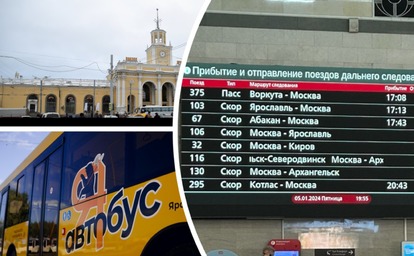 Прибытие и отправление поездов дальнего следова
Поезд Тип Маршрут следования Прибытие От
375 Пасс Воркута - Москва 17:08
103 Скор Ярославль - Москва 17:13
67 Скор Абакан - Москва 17:43
106 Скор Москва - Ярославль
32 Скор Москва - Киров
116 Скор ьск-Северодвинск Москва - Арх
130 Скор Москва - Архангельск
295 Скор Котлас - Москва 20:43
05.01.2024 Пятница 19:55
Я
автобус
Яро